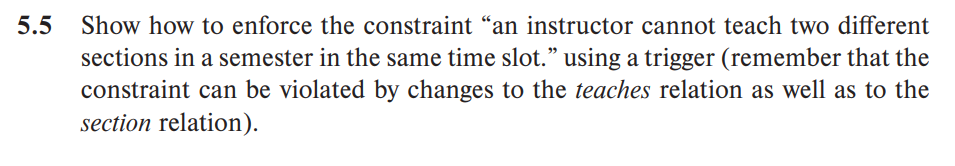 5.5 Show how to enforce the constraint “an instructor cannot teach two different
sections in a semester in the same time slot.” using a trigger (remember that the
constraint can be violated by changes to the teaches relation as well as to the
section relation).